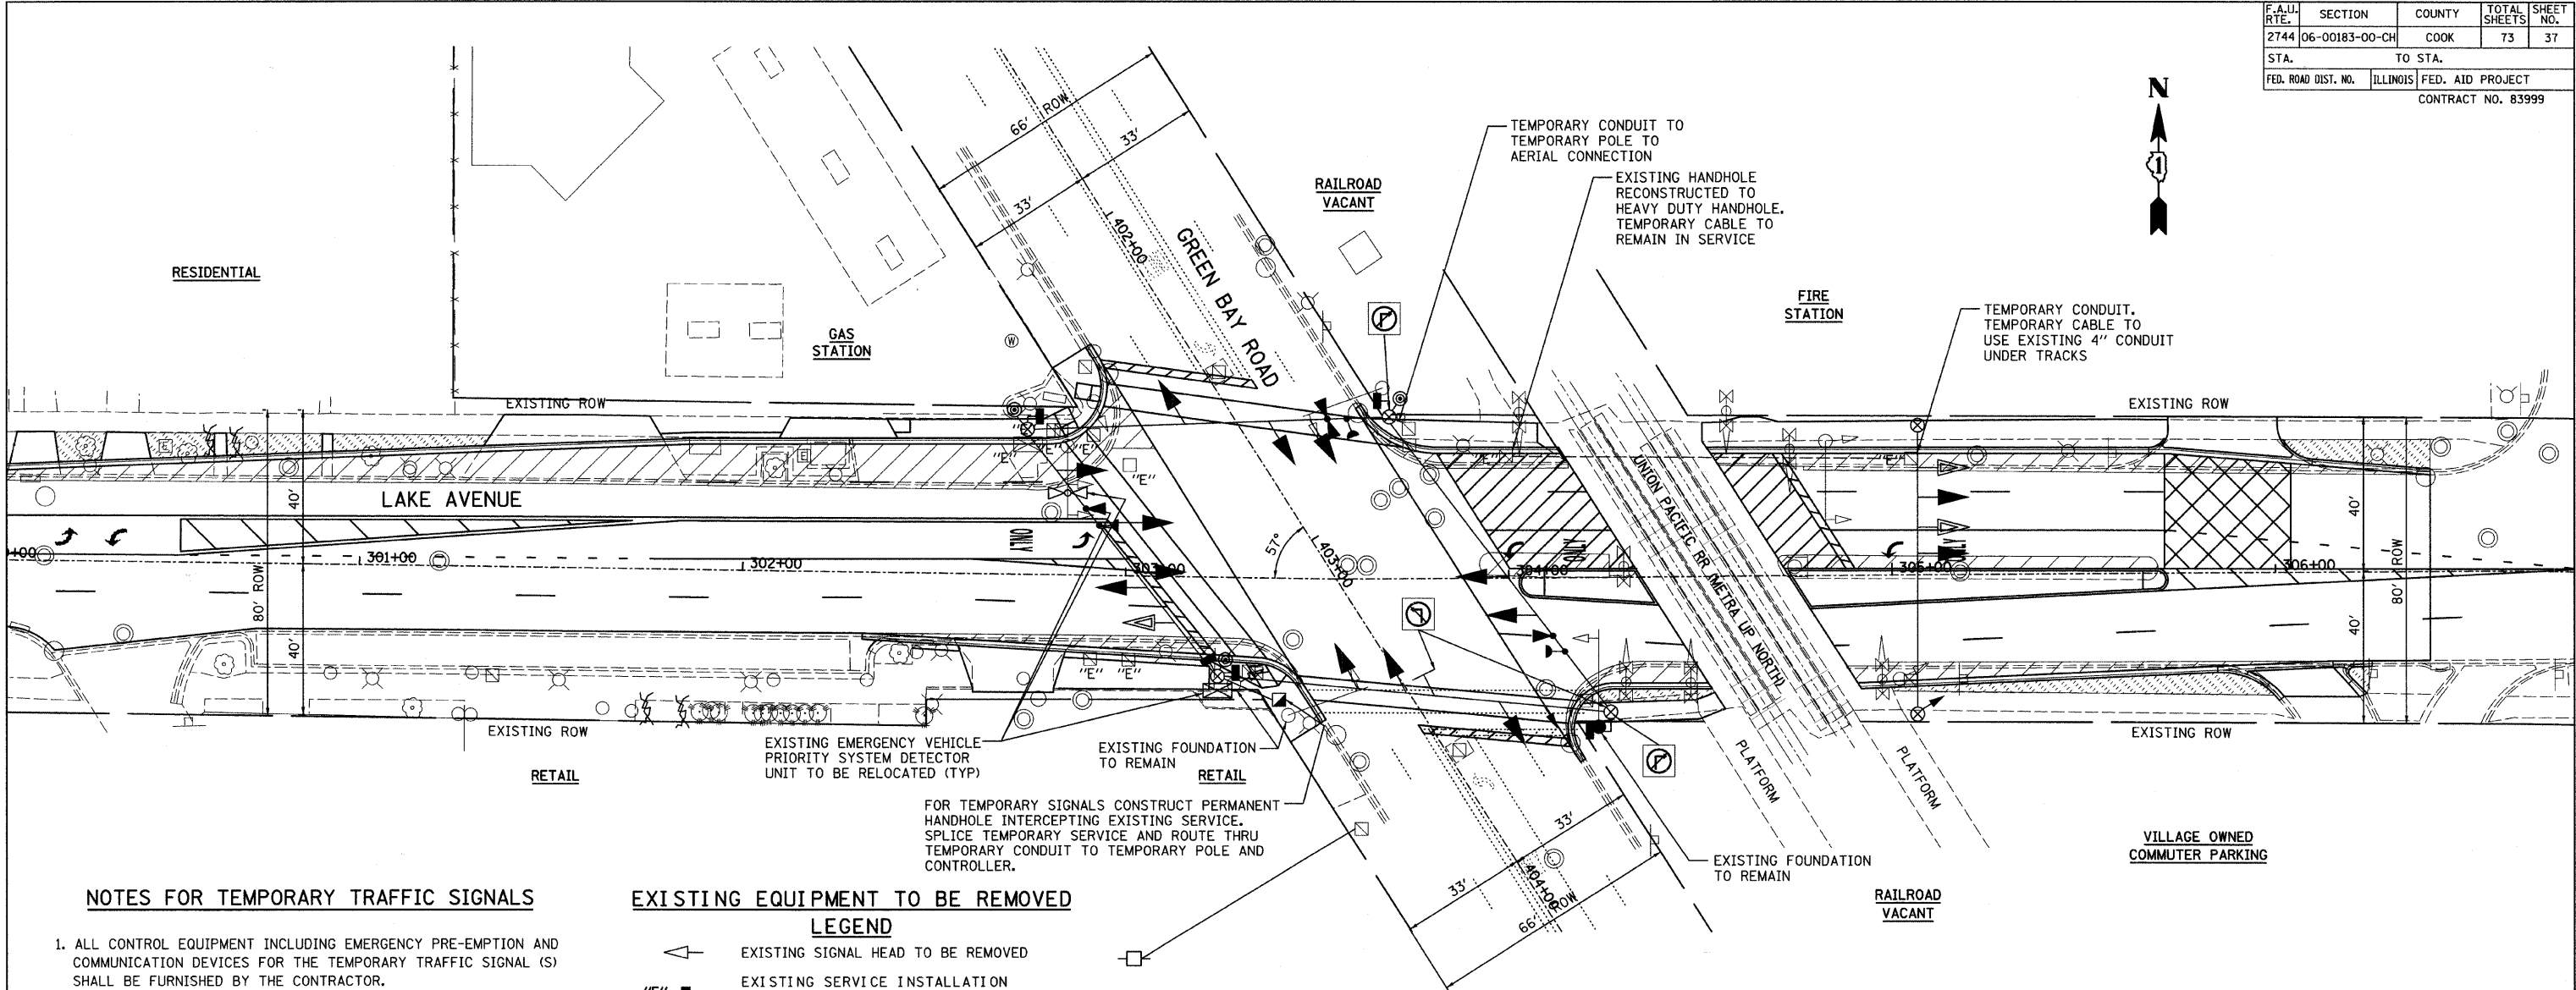 F.A.U. RTE. SECTION COUNTY TOTAL SHEETS SHEET NO.
2744 06-00183-00-CH COOK 73 37
STA. TO STA.
FED. ROAD DIST. NO. ILLINOIS FED. AID PROJECT
CONTRACT NO. 83999
N
1
66' ROW
33'
33'
402+00
GREEN BAY ROAD
RAILROAD
VACANT
TEMPORARY CONDUIT TO
TEMPORARY POLE TO
AERIAL CONNECTION
EXISTING HANDHOLE
RECONSTRUCTED TO
HEAVY DUTY HANDHOLE.
TEMPORARY CABLE TO
REMAIN IN SERVICE
RESIDENTIAL
GAS
STATION
W
FIRE
STATION
TEMPORARY CONDUIT.
TEMPORARY CABLE TO
USE EXISTING 4" CONDUIT
UNDER TRACKS
EXISTING ROW
EXISTING ROW
E
E
"E"
"E"
"E"
"E"
"E"
"E"
LAKE AVENUE
40'
80' ROW
40'
301+00
302+00
303+00
ONLY
57°
403+00
ONLY
304+00
UNION PACIFIC RR (METRA UP NORTH)
305+00
ONLY
306+00
40'
80' ROW
40'
"E"
"E"
EXISTING ROW
EXISTING ROW
RETAIL
EXISTING EMERGENCY VEHICLE
PRIORITY SYSTEM DETECTOR
UNIT TO BE RELOCATED (TYP)
EXISTING FOUNDATION
TO REMAIN
RETAIL
PLATFORM
PLATFORM
FOR TEMPORARY SIGNALS CONSTRUCT PERMANENT
HANDHOLE INTERCEPTING EXISTING SERVICE.
SPLICE TEMPORARY SERVICE AND ROUTE THRU
TEMPORARY CONDUIT TO TEMPORARY POLE AND
CONTROLLER.
33'
33'
404+00
66' ROW
EXISTING FOUNDATION
TO REMAIN
VILLAGE OWNED
COMMUTER PARKING
RAILROAD
VACANT
NOTES FOR TEMPORARY TRAFFIC SIGNALS
1. ALL CONTROL EQUIPMENT INCLUDING EMERGENCY PRE-EMPTION AND
COMMUNICATION DEVICES FOR THE TEMPORARY TRAFFIC SIGNAL (S)
SHALL BE FURNISHED BY THE CONTRACTOR.
EXISTING EQUIPMENT TO BE REMOVED
LEGEND
EXISTING SIGNAL HEAD TO BE REMOVED
EXISTING SERVICE INSTALLATION